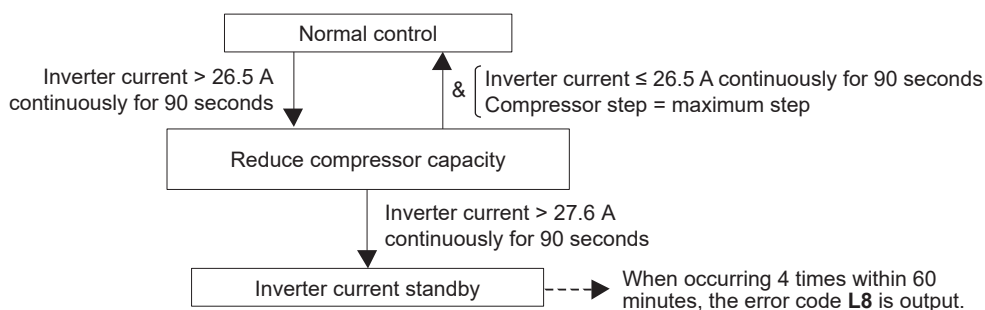 Normal control
Inverter current > 26.5 A
continuously for 90 seconds
&
Inverter current ≤ 26.5 A continuously for 90 seconds
Compressor step = maximum step
Reduce compressor capacity
Inverter current > 27.6 A
continuously for 90 seconds
Inverter current standby
When occurring 4 times within 60
minutes, the error code L8 is output.